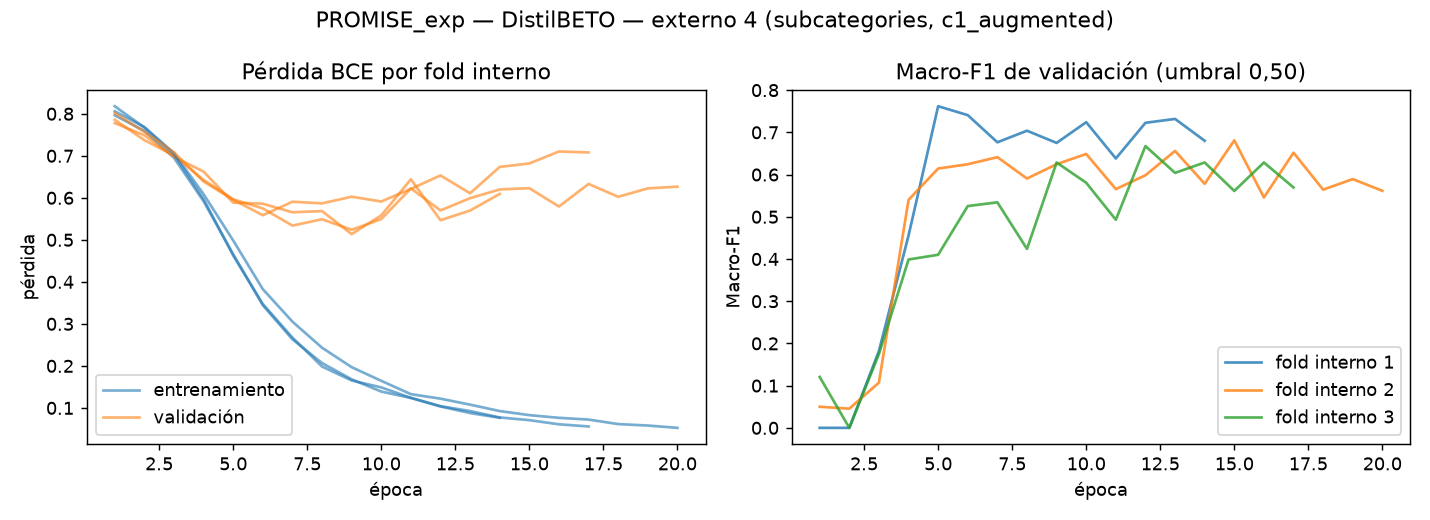 PROMISE_exp — DistilBETO — externo 4 (subcategories, c1_augmented)
Pérdida BCE por fold interno
pérdida
0.8
0.7
0.6
0.5
0.4
0.3
0.2
0.1
entrenamiento
validación
2.5 5.0 7.5 10.0 12.5 15.0 17.5 20.0
época
Macro-F1 de validación (umbral 0,50)
Macro-F1
0.8
0.7
0.6
0.5
0.4
0.3
0.2
0.1
0.0
fold interno 1
fold interno 2
fold interno 3
2.5 5.0 7.5 10.0 12.5 15.0 17.5 20.0
época